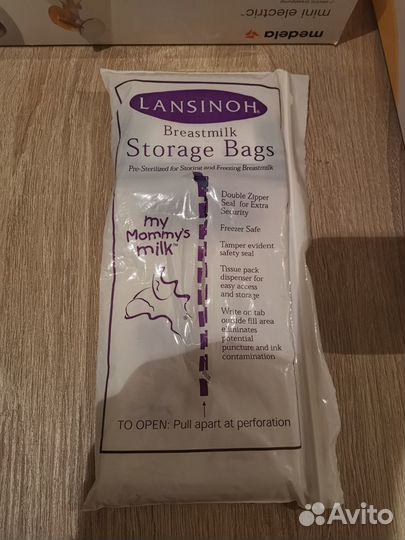 medela
mini electric™
LANSINOH®
Breastmilk
Storage Bags
Pre-Sterilized for Storing and Freezing Breastmilk
my
Mommy's
milk™
Double Zipper
Seal for Extra
Security
Freezer Safe
Tamper evident
safety seal
Tissue pack
dispenser for
easy access
and storage
Write on tab
outside fill area
eliminates
potential
puncture and ink
contamination
TO OPEN: Pull apart at perforation
Avito